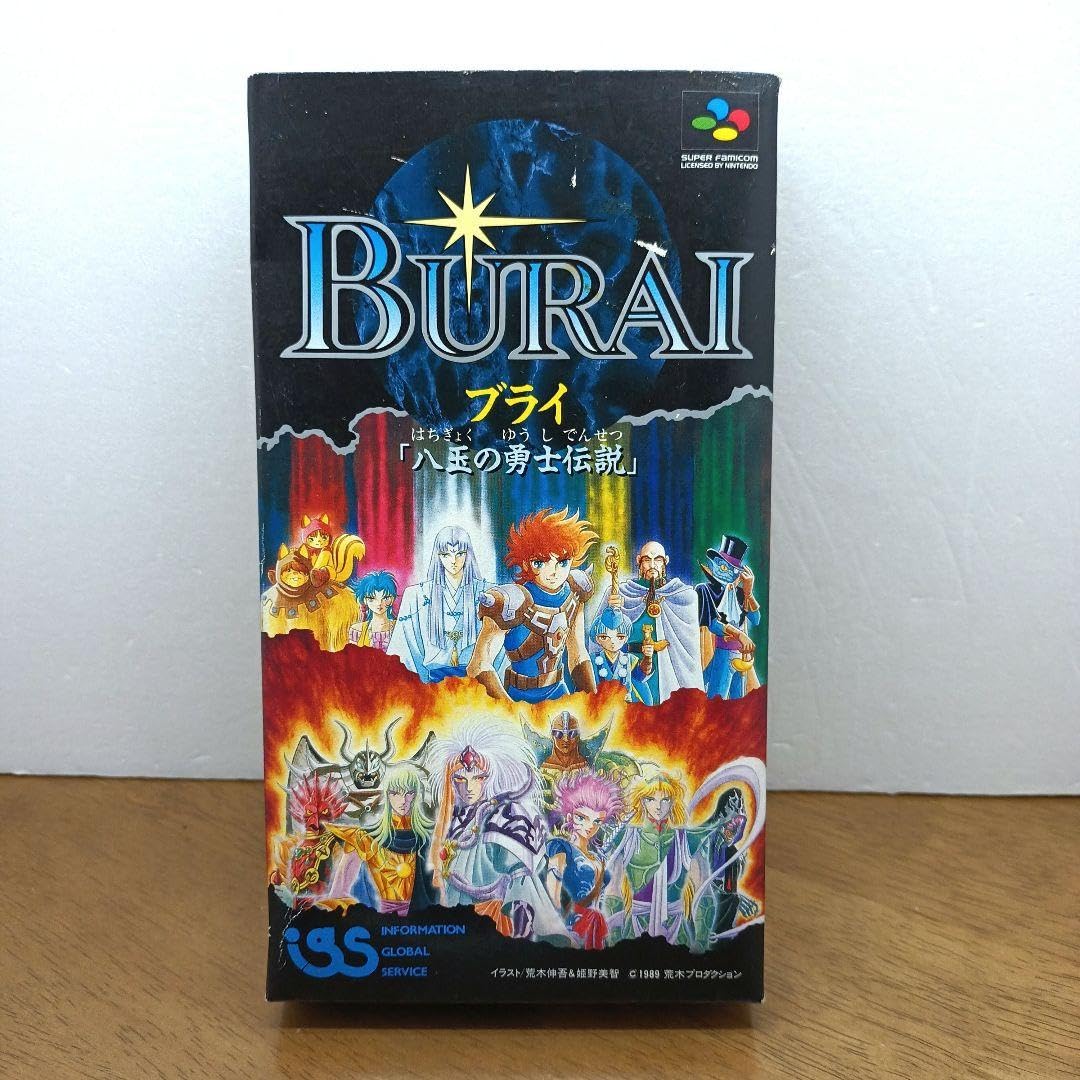 SUPER FAMICOM
LICENSED BY NINTENDO
BURAI
ブライ
はちぎょく ゆうし でんせつ
「八玉の勇士伝説」
igs
INFORMATION
GLOBAL
SERVICE
イラスト/荒木伸吾&姫野美智 ©1989 荒木プロダクション